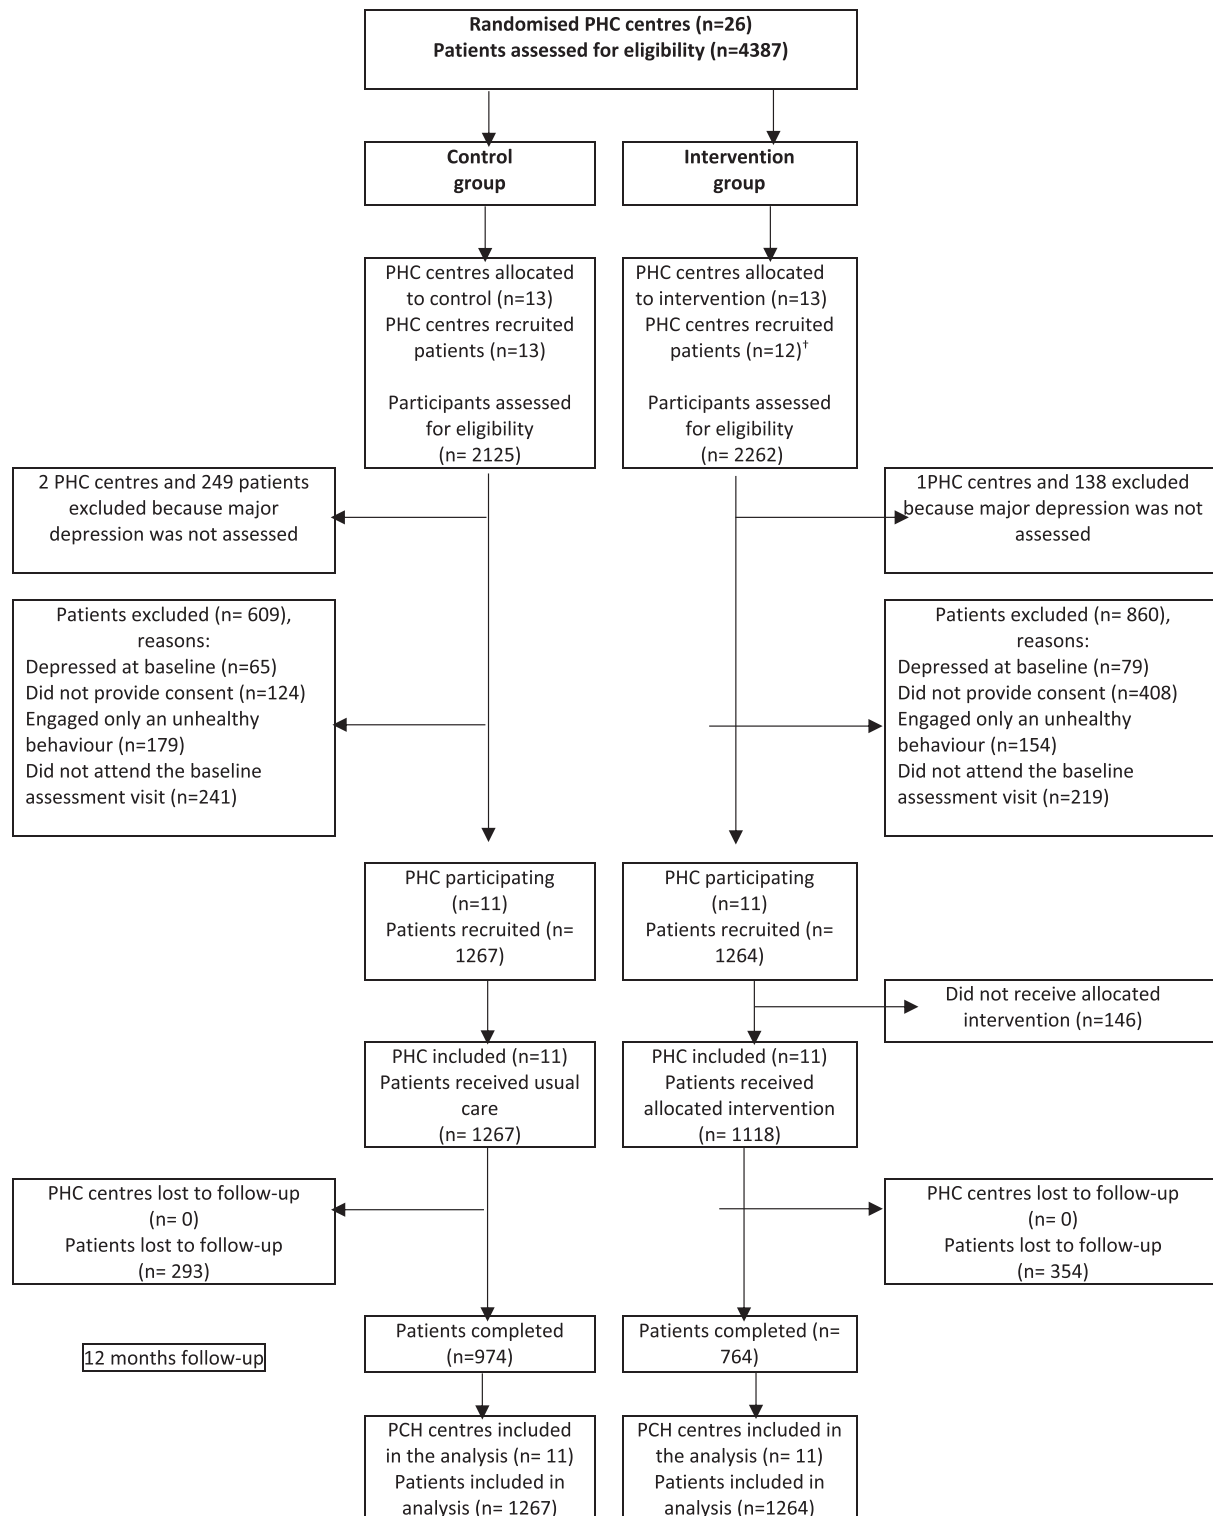 Randomised PHC centres (n=26)
Patients assessed for eligibility (n=4387)
Control
group
Intervention
group
PHC centres allocated
to control (n=13)
PHC centres recruited
patients (n=13)
Participants assessed
for eligibility
(n= 2125)
PHC centres allocated
to intervention (n=13)
PHC centres recruited
patients (n=12)†
Participants assessed
for eligibility
(n= 2262)
2 PHC centres and 249 patients
excluded because major
depression was not assessed
1PHC centres and 138 excluded
because major depression was not
assessed
Patients excluded (n= 609),
reasons:
Depressed at baseline (n=65)
Did not provide consent (n=124)
Engaged only an unhealthy
behaviour (n=179)
Did not attend the baseline
assessment visit (n=241)
Patients excluded (n= 860),
reasons:
Depressed at baseline (n=79)
Did not provide consent (n=408)
Engaged only an unhealthy
behaviour (n=154)
Did not attend the baseline
assessment visit (n=219)
PHC participating
(n=11)
Patients recruited (n=
1267)
PHC participating
(n=11)
Patients recruited (n=
1264)
Did not receive allocated
intervention (n=146)
PHC included (n=11)
Patients received usual
care
(n= 1267)
PHC included (n=11)
Patients received
allocated intervention
(n= 1118)
PHC centres lost to follow-up
(n= 0)
Patients lost to follow-up
(n= 293)
PHC centres lost to follow-up
(n= 0)
Patients lost to follow-up
(n= 354)
Patients completed
(n=974)
Patients completed (n=
764)
12 months follow-up
PCH centres included
in the analysis (n= 11)
Patients included in
analysis (n= 1267)
PCH centres included in
the analysis (n= 11)
Patients included in
analysis (n=1264)